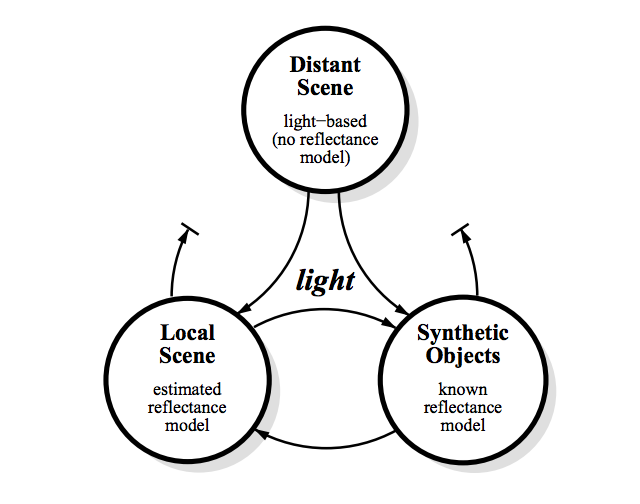 Distant
Scene
light−based
(no reflectance
model)
light
Local
Scene
estimated
reflectance
model
Synthetic
Objects
known
reflectance
model